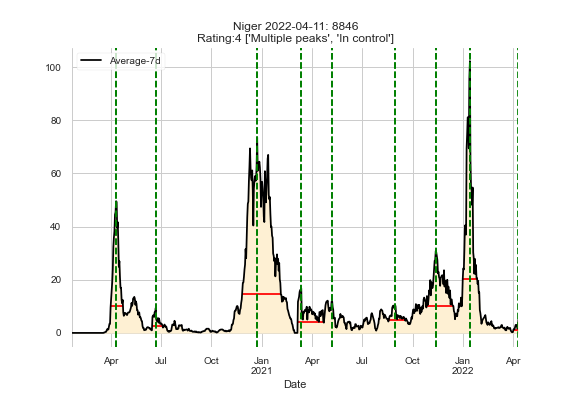 Niger 2022-04-11: 8846
Rating:4 ['Multiple peaks', 'In control']
Average-7d
100
80
60
40
20
0
Apr Jul Oct Jan Apr Jul Oct Jan Apr
2021 2022
Date